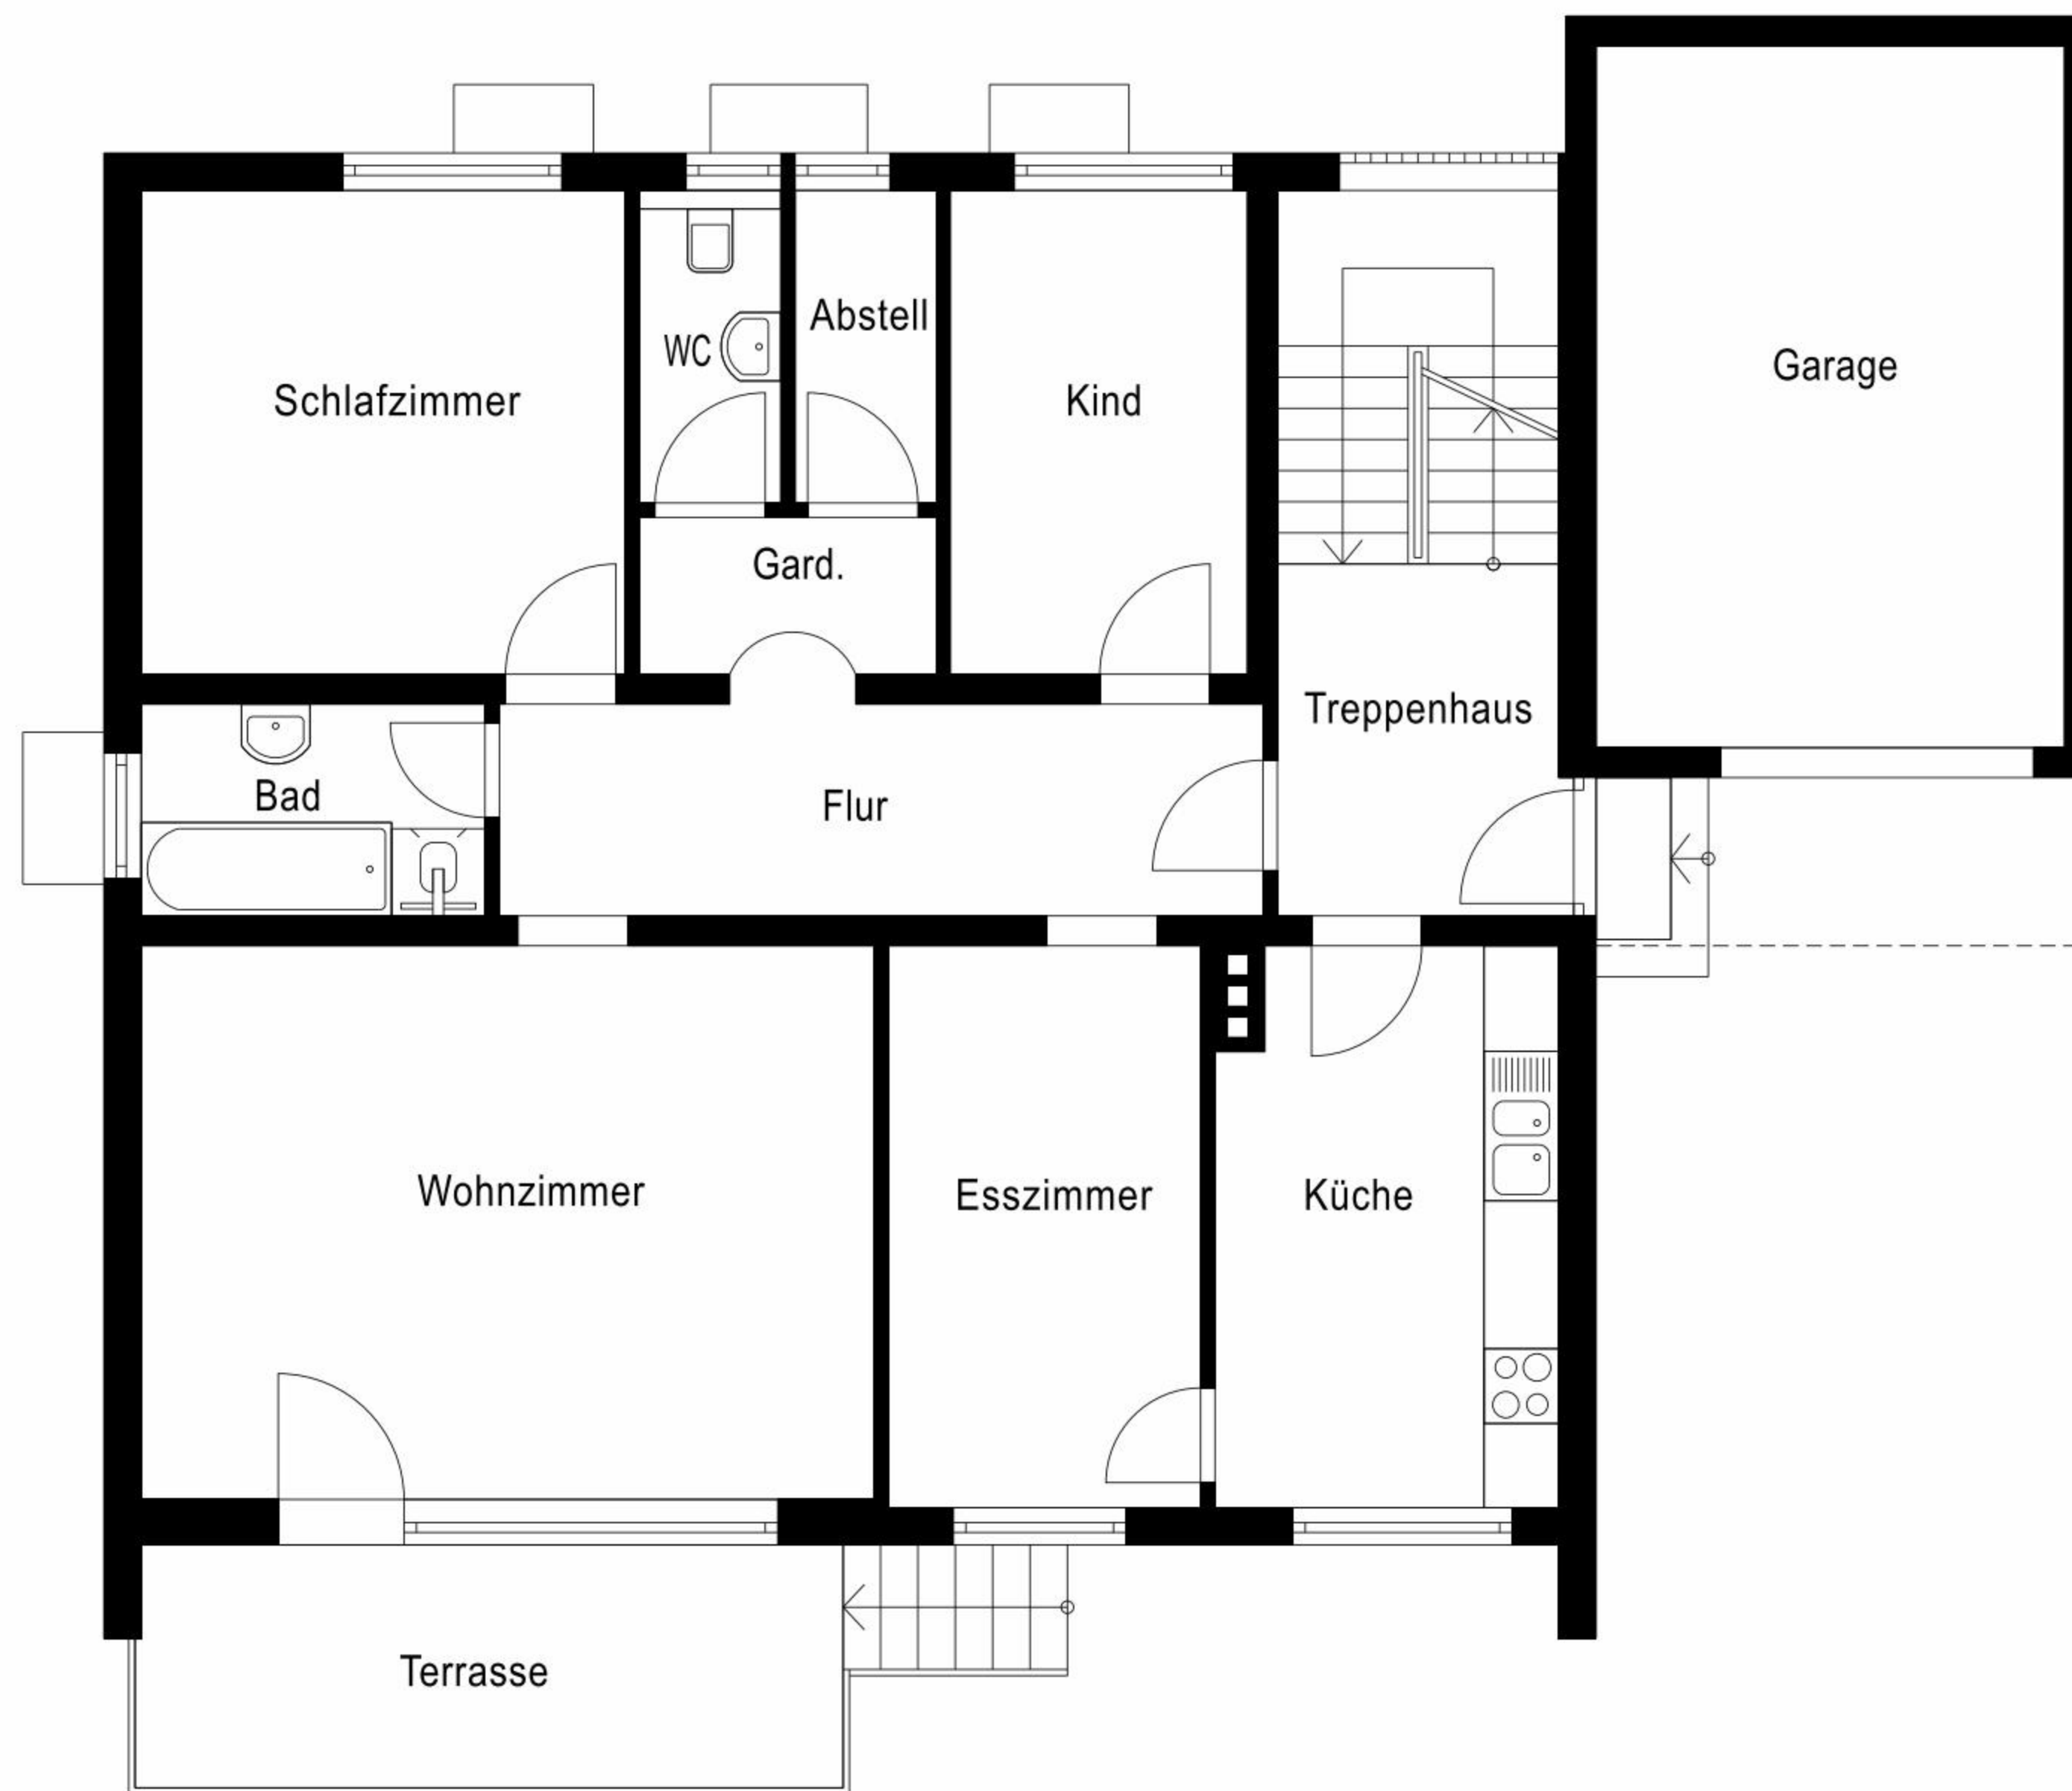 Abstell
WC
Garage
Schlafzimmer
Kind
Gard.
Treppenhaus
Bad
Flur
Wohnzimmer
Esszimmer
Küche
Terrasse